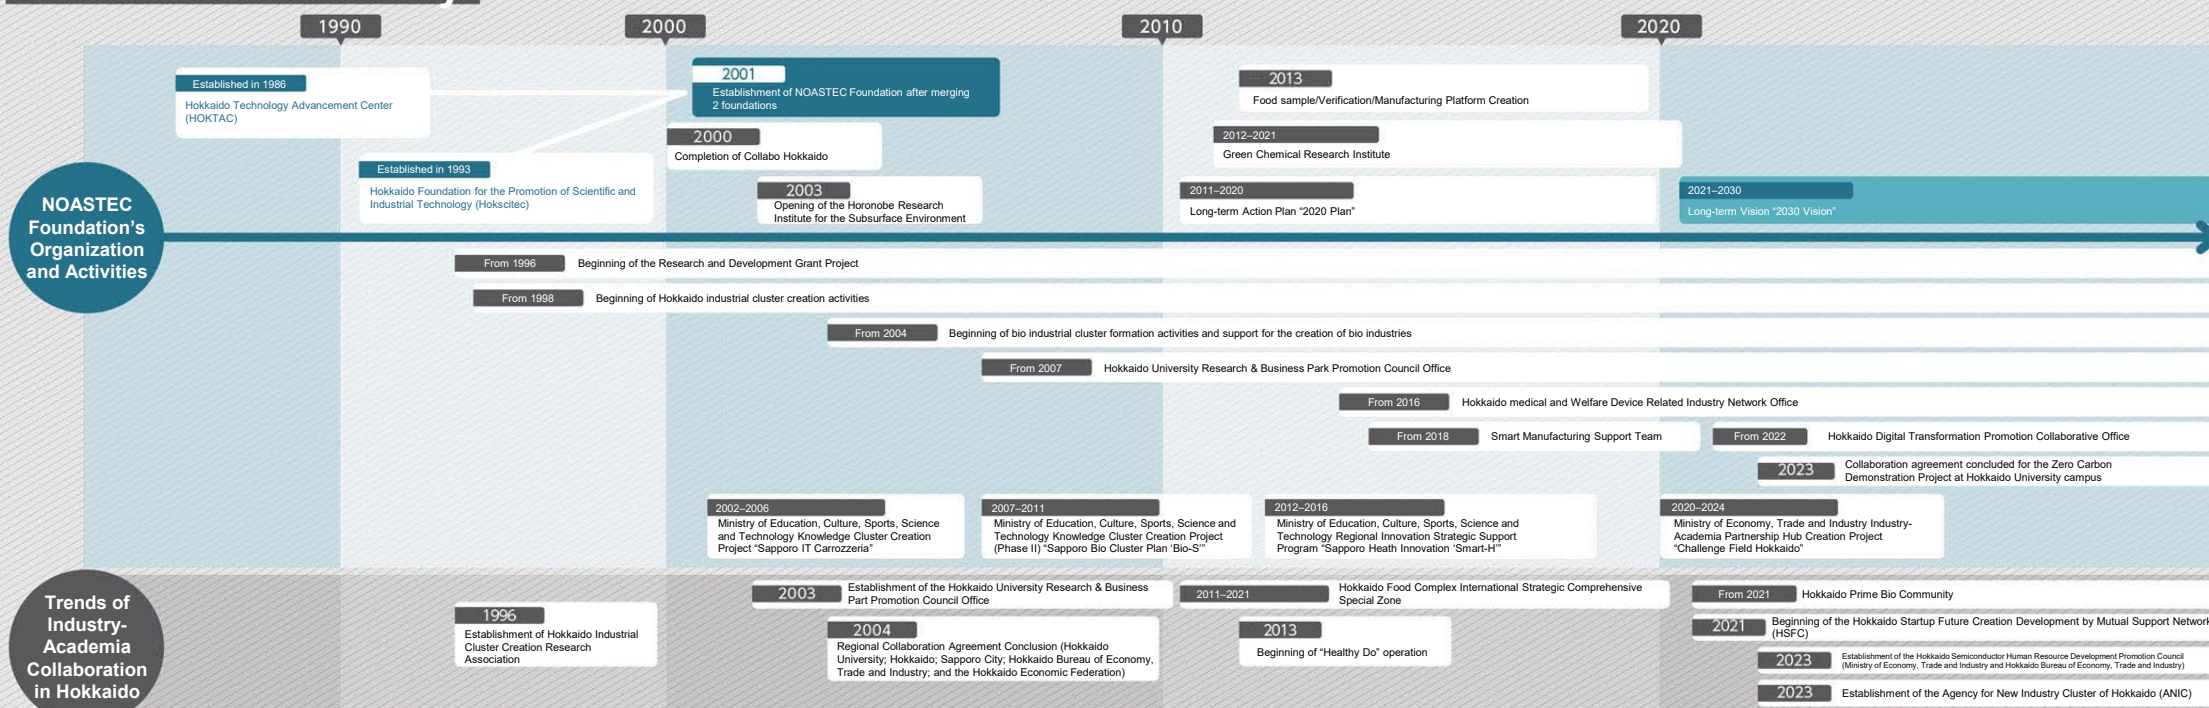 1990
2000
2010
2020
Established in 1986
Hokkaido Technology Advancement Center
(HOKTAC)
Established in 1993
Hokkaido Foundation for the Promotion of Scientific and
Industrial Technology (Hokscitec)
2001
Establishment of NOASTEC Foundation after merging
2 foundations
2000
Completion of Collabo Hokkaido
2003
Opening of the Horonobe Research
Institute for the Subsurface Environment
2013
Food sample/Verification/Manufacturing Platform Creation
2012–2021
Green Chemical Research Institute
2011–2020
Long-term Action Plan “2020 Plan”
2021–2030
Long-term Vision “2030 Vision”
NOASTEC
Foundation’s
Organization
and Activities
From 1996 Beginning of the Research and Development Grant Project
From 1998 Beginning of Hokkaido industrial cluster creation activities
From 2004 Beginning of bio industrial cluster formation activities and support for the creation of bio industries
From 2007 Hokkaido University Research & Business Park Promotion Council Office
From 2016 Hokkaido medical and Welfare Device Related Industry Network Office
From 2018 Smart Manufacturing Support Team
From 2022 Hokkaido Digital Transformation Promotion Collaborative Office
2023 Collaboration agreement concluded for the Zero Carbon
Demonstration Project at Hokkaido University campus
2002–2006
Ministry of Education, Culture, Sports, Science
and Technology Knowledge Cluster Creation
Project “Sapporo IT Carrozzeria”
2007–2011
Ministry of Education, Culture, Sports, Science and
Technology Knowledge Cluster Creation Project
(Phase II) “Sapporo Bio Cluster Plan ‘Bio-S’”
2012–2016
Ministry of Education, Culture, Sports, Science and
Technology Regional Innovation Strategic Support
Program “Sapporo Heath Innovation ‘Smart-H’”
2020–2024
Ministry of Economy, Trade and Industry Industry-
Academia Partnership Hub Creation Project
“Challenge Field Hokkaido”
Trends of
Industry-
Academia
Collaboration
in Hokkaido
1996
Establishment of Hokkaido Industrial
Cluster Creation Research
Association
2003 Establishment of the Hokkaido University Research & Business
Part Promotion Council Office
2004
Regional Collaboration Agreement Conclusion (Hokkaido
University; Hokkaido; Sapporo City; Hokkaido Bureau of Economy,
Trade and Industry; and the Hokkaido Economic Federation)
2011–2021 Hokkaido Food Complex International Strategic Comprehensive
Special Zone
2013
Beginning of “Healthy Do” operation
From 2021 Hokkaido Prime Bio Community
2021 Beginning of the Hokkaido Startup Future Creation Development by Mutual Support Network
(HSFC)
2023 Establishment of the Hokkaido Semiconductor Human Resource Development Promotion Council
(Ministry of Economy, Trade and Industry and Hokkaido Bureau of Economy, Trade and Industry)
2023 Establishment of the Agency for New Industry Cluster of Hokkaido (ANIC)